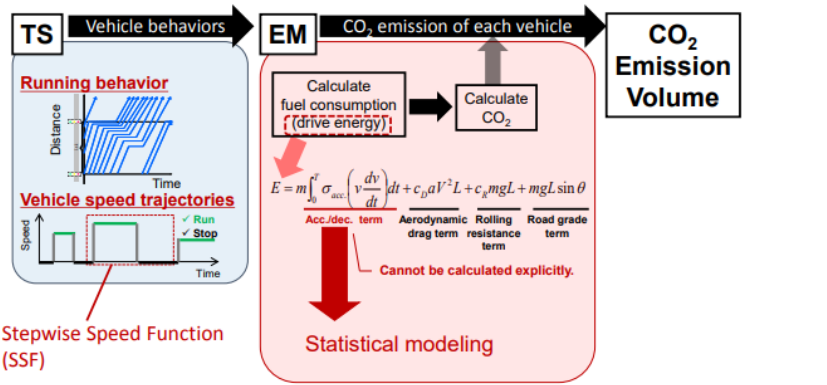 TS
Vehicle behaviors
EM
CO2 emission of each vehicle
CO2
Emission
Volume
Running behavior
Distance
Time
Vehicle speed trajectories
Speed
✓ Run
✓ Stop
Time
Stepwise Speed Function
(SSF)
Calculate
fuel consumption
(drive energy)
Calculate
CO2
E = m∫₀ᵀ σacc.(v dv/dt)dt + cDaV²L + cRmgL + mgL sin θ
Acc./dec. term
Aerodynamic
drag term
Rolling
resistance
term
Road grade
term
Cannot be calculated explicitly.
Statistical modeling